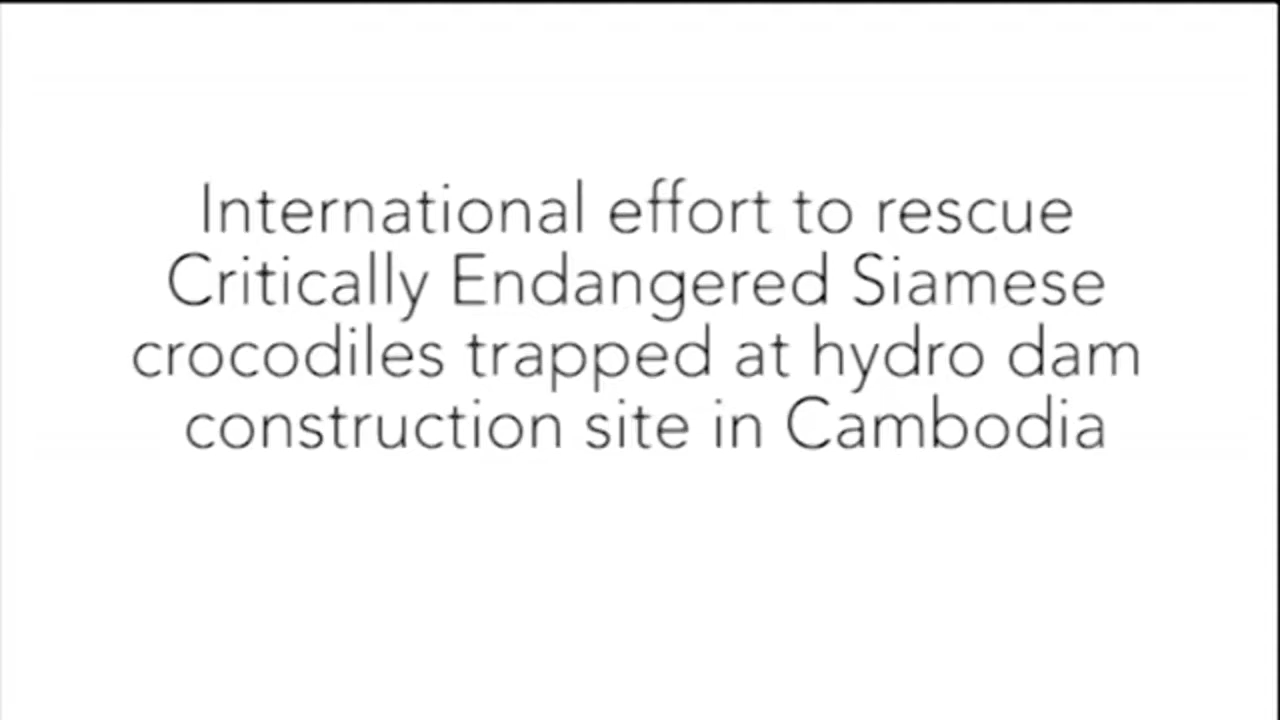 International effort to rescue
Critically Endangered Siamese
crocodiles trapped at hydro dam
construction site in Cambodia